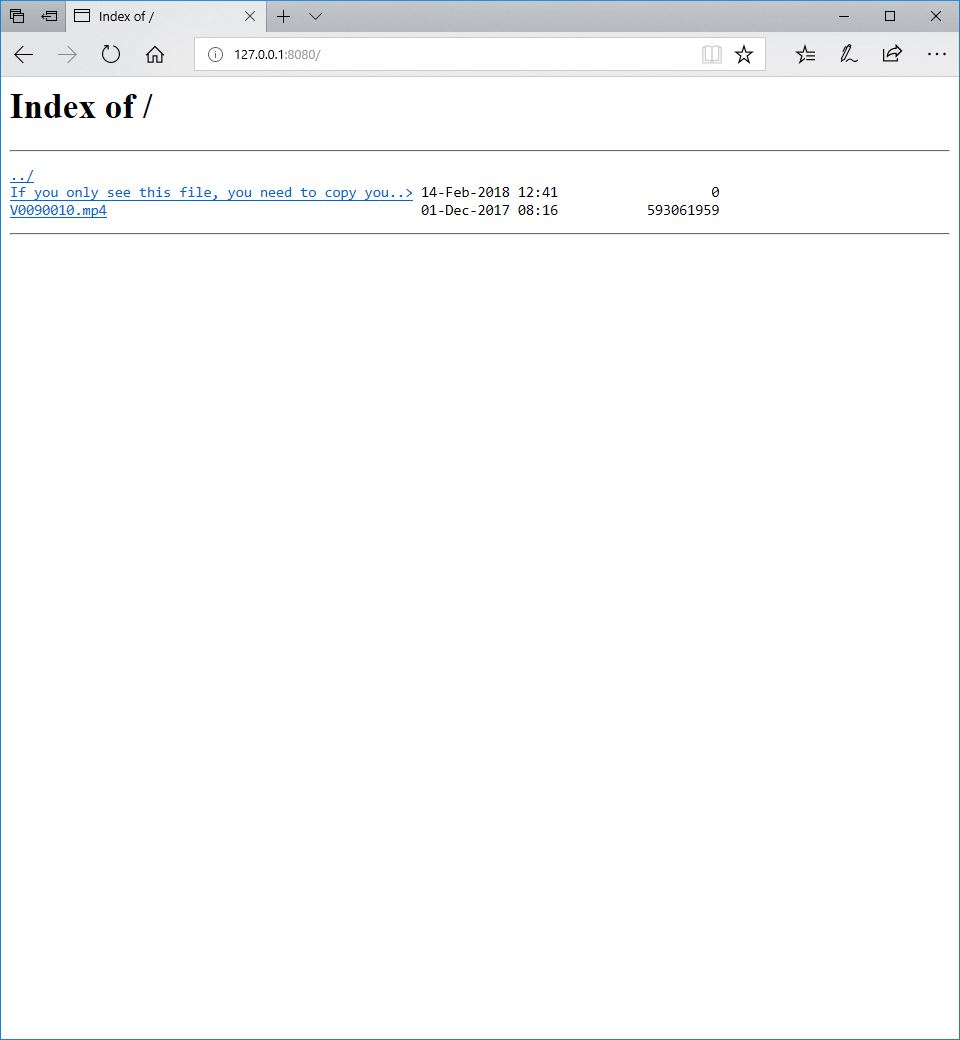 Index of /
127.0.0.1:8080/
Index of /
../
If you only see this file, you need to copy you..> 14-Feb-2018 12:41 0
V0090010.mp4 01-Dec-2017 08:16 593061959